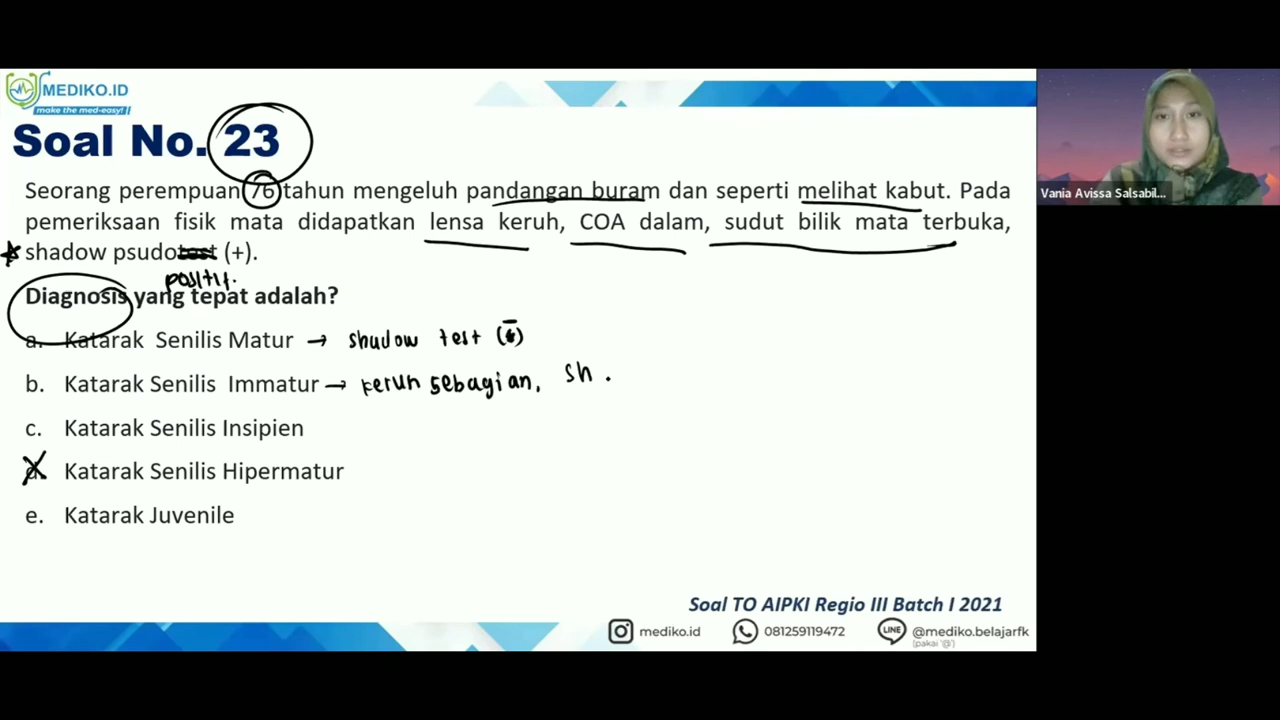 MEDIKO.ID
make the med-easy!
Soal No. 23
Seorang perempuan 76 tahun mengeluh pandangan buram dan seperti melihat kabut. Pada
pemeriksaan fisik mata didapatkan lensa keruh, COA dalam, sudut bilik mata terbuka,
shadow psudotest (+).
positif.
Diagnosis yang tepat adalah?
a. Katarak Senilis Matur → shadow test (-)
b. Katarak Senilis Immatur → keruh sebagian, sh.
c. Katarak Senilis Insipien
d. Katarak Senilis Hipermatur
e. Katarak Juvenile
Soal TO AIPKI Regio III Batch I 2021
mediko.id 081259119472 LINE @mediko.belajarfk
(pakai '@')
Vania Avissa Salsabil...